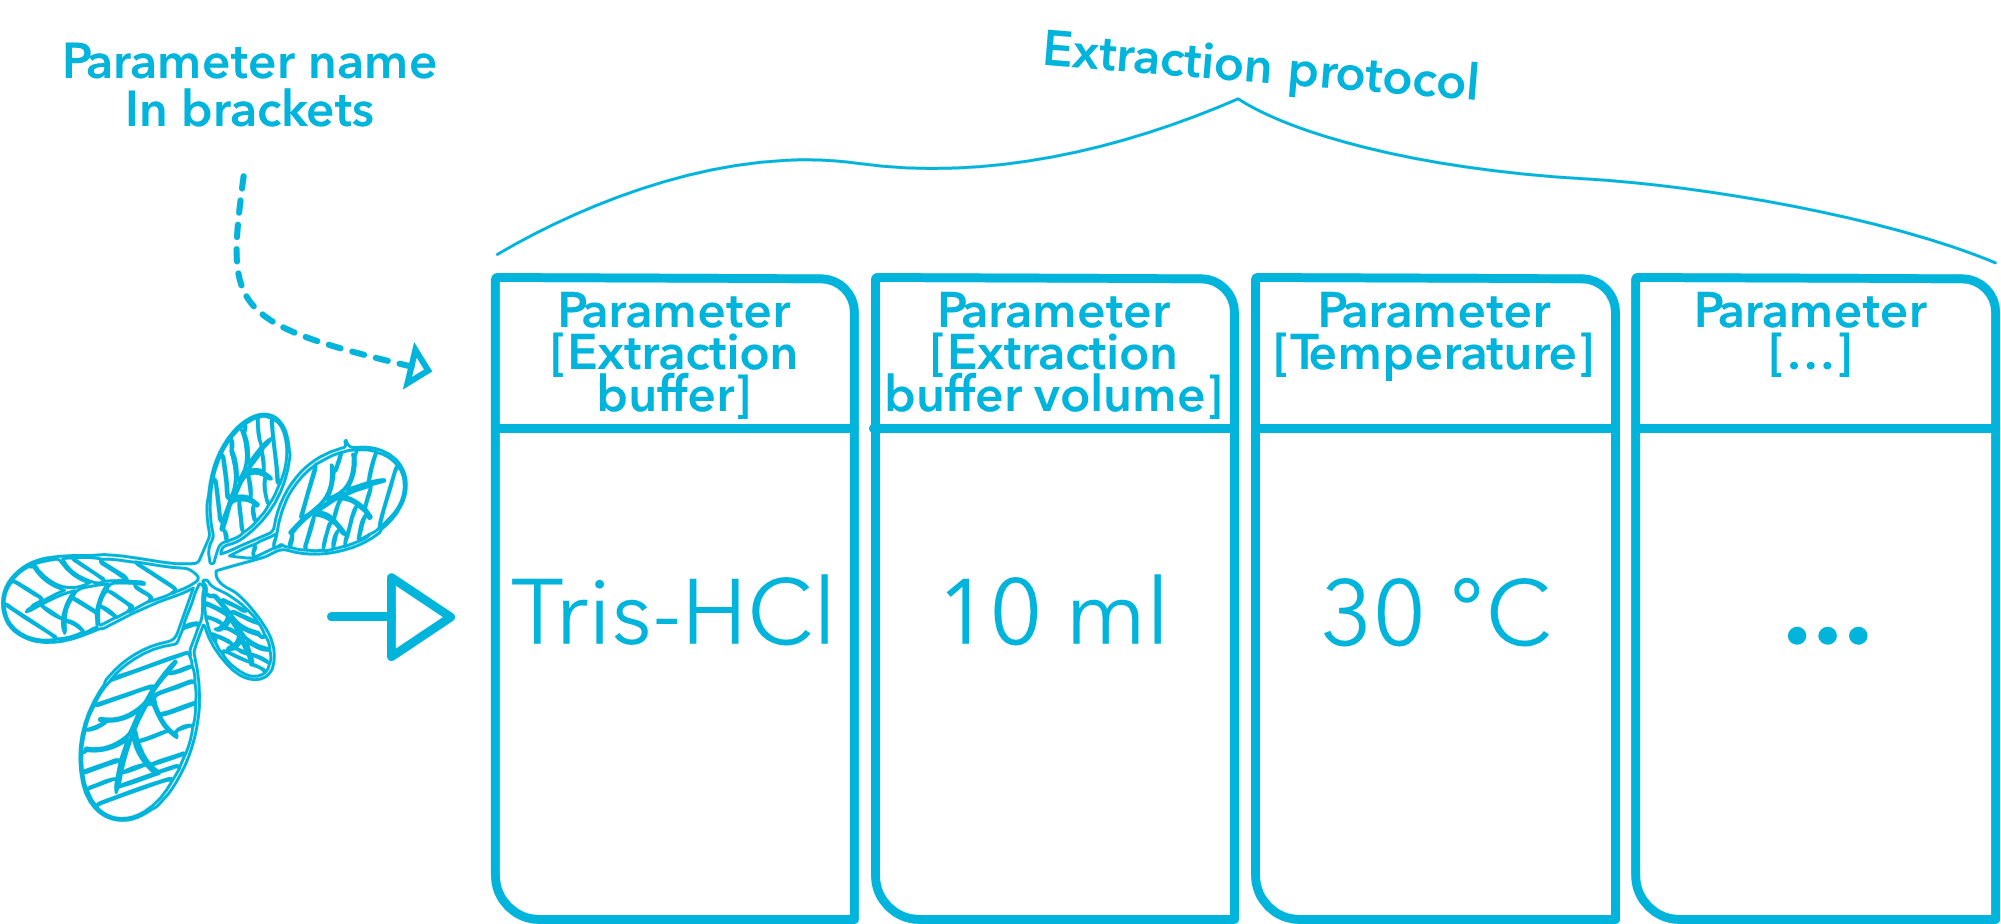 Parameter name
In brackets
Extraction protocol
Parameter
[Extraction
buffer]
Parameter
[Extraction
buffer volume]
Parameter
[Temperature]
Parameter
[...]
Tris-HCl
10 ml
30 °C
...